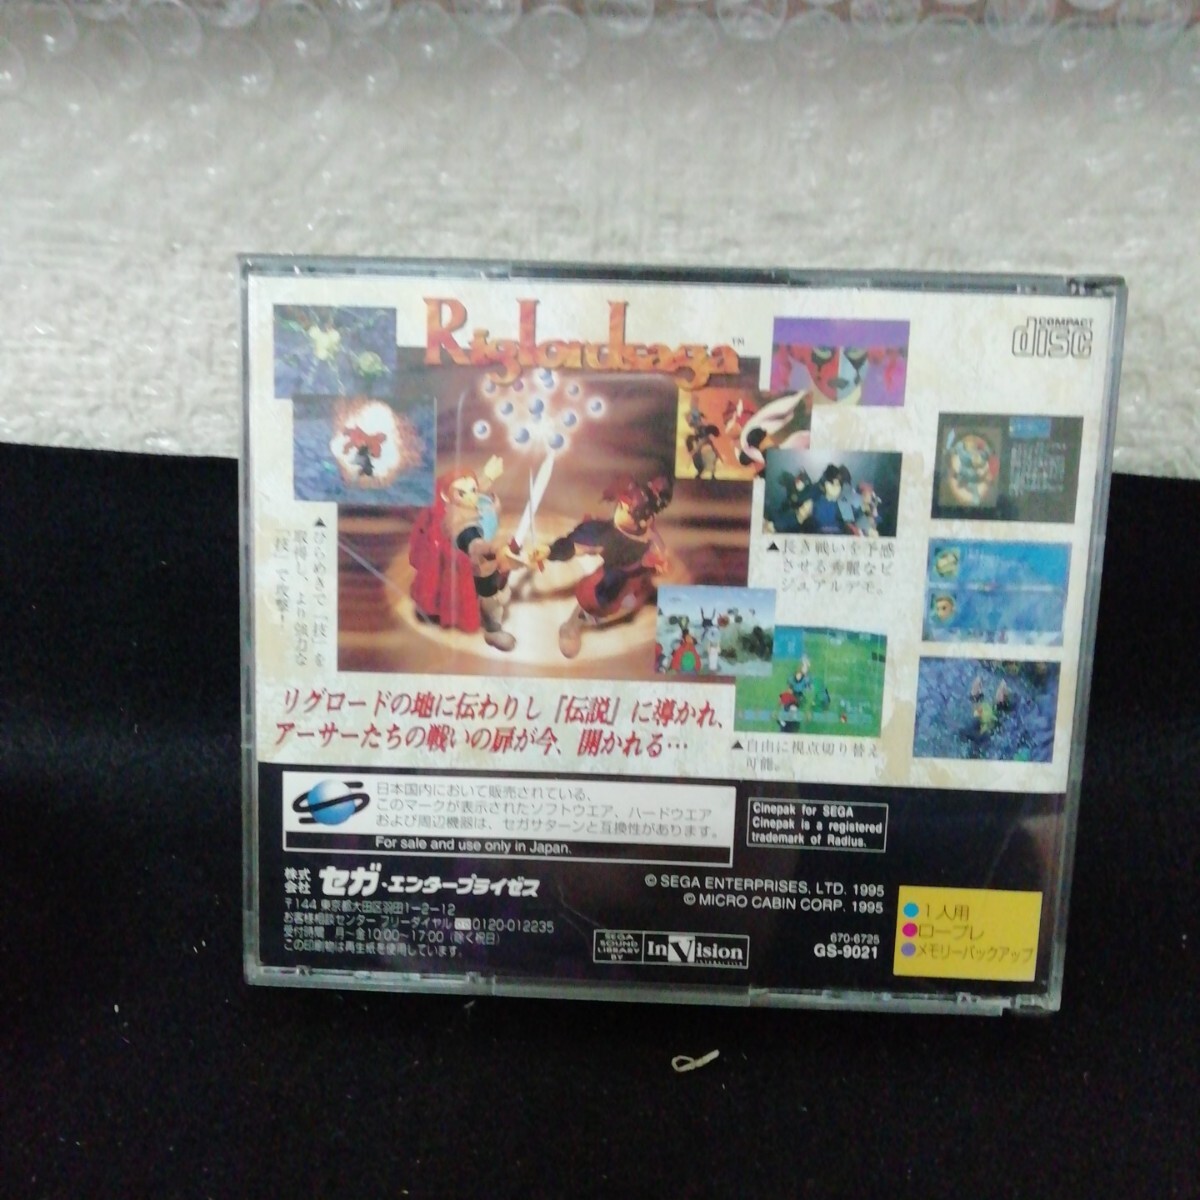 Riglordsaga™
COMPACT
disc
▲ひらめきで「技」を
取得し、より強力な
「技」で攻撃！
▲長き戦いを予感
させる秀麗なビ
ジュアルデモ。
▲自由に視点切り替え
可能。
リグロードの地に伝わりし「伝説」に導かれ、
アーサーたちの戦いの扉が今、開かれる…
日本国内において販売されている、
このマークが表示されたソフトウエア、ハードウエア
および周辺機器は、セガサターンと互換性があります。
For sale and use only in Japan.
Cinepak for SEGA
Cinepak is a registered
trademark of Radius.
株式会社 セガ・エンタープライゼス
〒144 東京都大田区羽田1-2-12
お客様相談センター フリーダイヤル 0120-012235
受付時間 月〜金10:00〜17:00（除く祝日）
この印刷物は再生紙を使用しています。
© SEGA ENTERPRISES, LTD. 1995
© MICRO CABIN CORP. 1995
SEGA
SOUND
LIBRARY
BY
InVision
INTERACTIVE
670-6725
GS-9021
●1人用
●ロープレ
●メモリーバックアップ